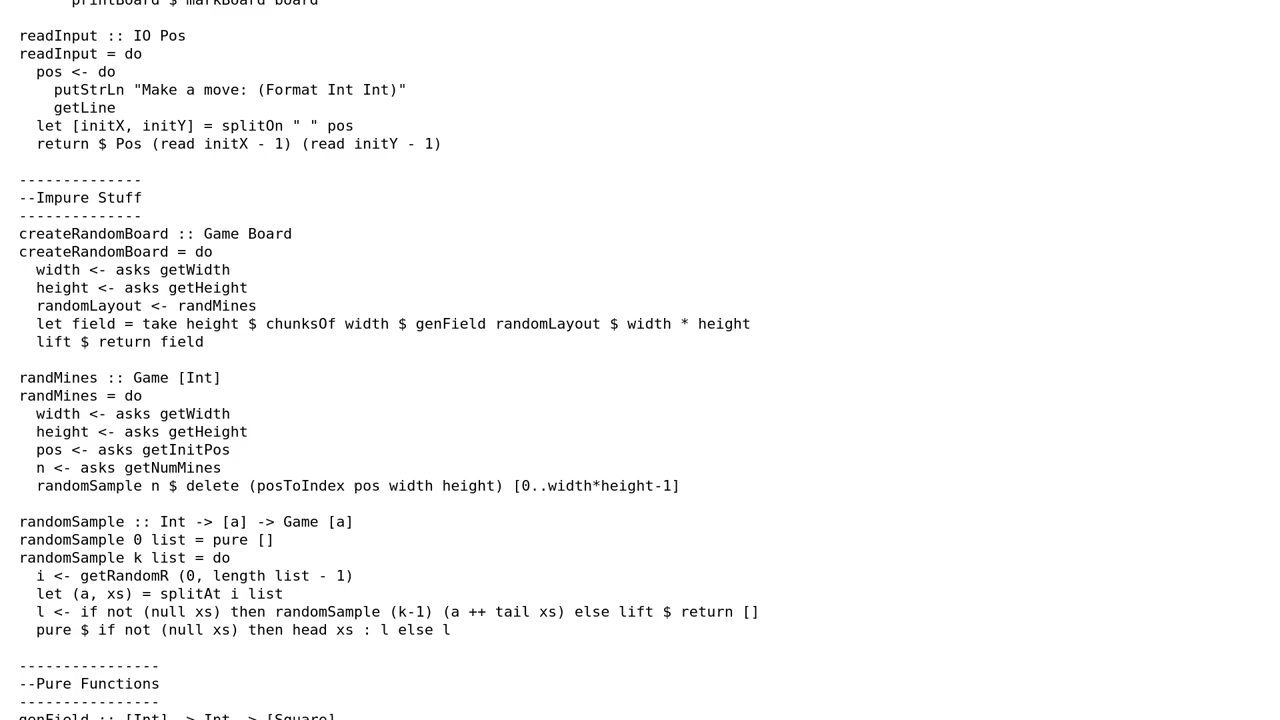 printBoard $ markBoard board

readInput :: IO Pos
readInput = do
  pos <- do
    putStrLn "Make a move: (Format Int Int)"
    getLine
  let [initX, initY] = splitOn " " pos
  return $ Pos (read initX - 1) (read initY - 1)

--------------
--Impure Stuff
--------------
createRandomBoard :: Game Board
createRandomBoard = do
  width <- asks getWidth
  height <- asks getHeight
  randomLayout <- randMines
  let field = take height $ chunksOf width $ genField randomLayout $ width * height
  lift $ return field

randMines :: Game [Int]
randMines = do
  width <- asks getWidth
  height <- asks getHeight
  pos <- asks getInitPos
  n <- asks getNumMines
  randomSample n $ delete (posToIndex pos width height) [0..width*height-1]

randomSample :: Int -> [a] -> Game [a]
randomSample 0 list = pure []
randomSample k list = do
  i <- getRandomR (0, length list - 1)
  let (a, xs) = splitAt i list
  l <- if not (null xs) then randomSample (k-1) (a ++ tail xs) else lift $ return []
  pure $ if not (null xs) then head xs : l else l

----------------
--Pure Functions
----------------
genField :: [Int] -> Int -> [Square]